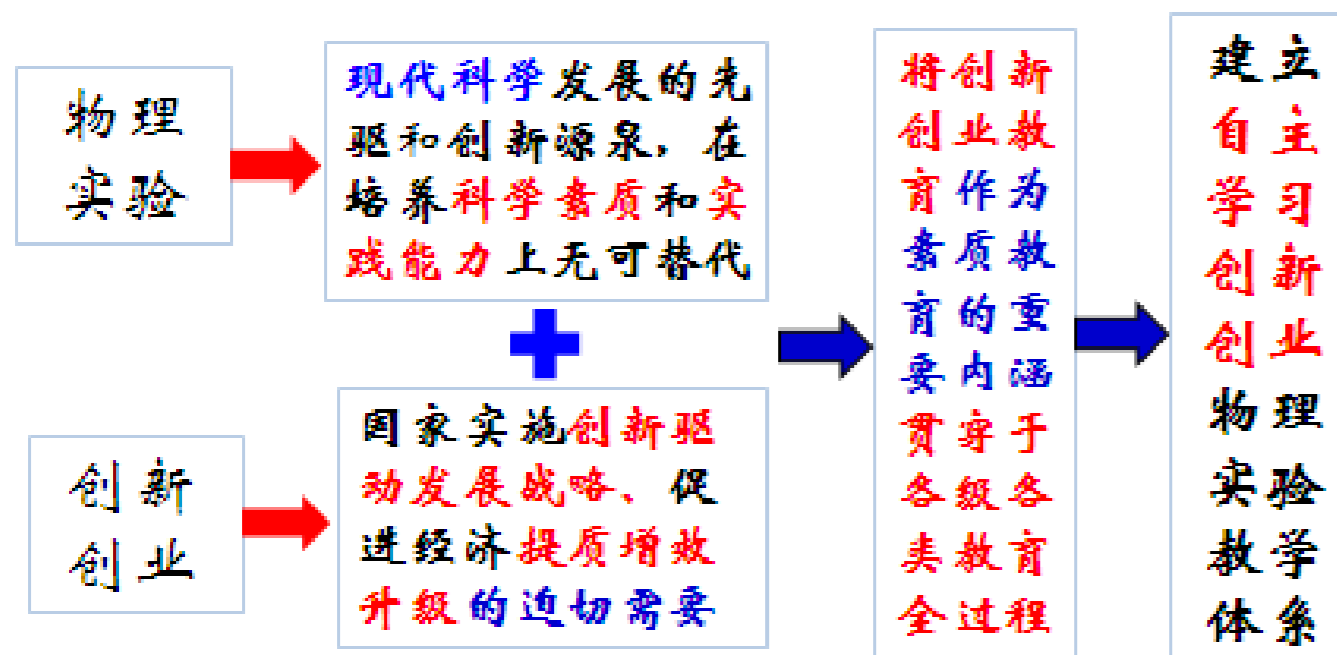 物理
实验
现代科学发展的先
驱和创新源泉，在
培养科学素质和实
践能力上无可替代
创新
创业
国家实施创新驱
动发展战略、促
进经济提质增效
升级的迫切需要
将创新
创业教
育作为
素质教
育的重
要内涵
贯穿于
各级各
类教育
全过程
建立
自主
学习
创新
创业
物理
实验
教学
体系